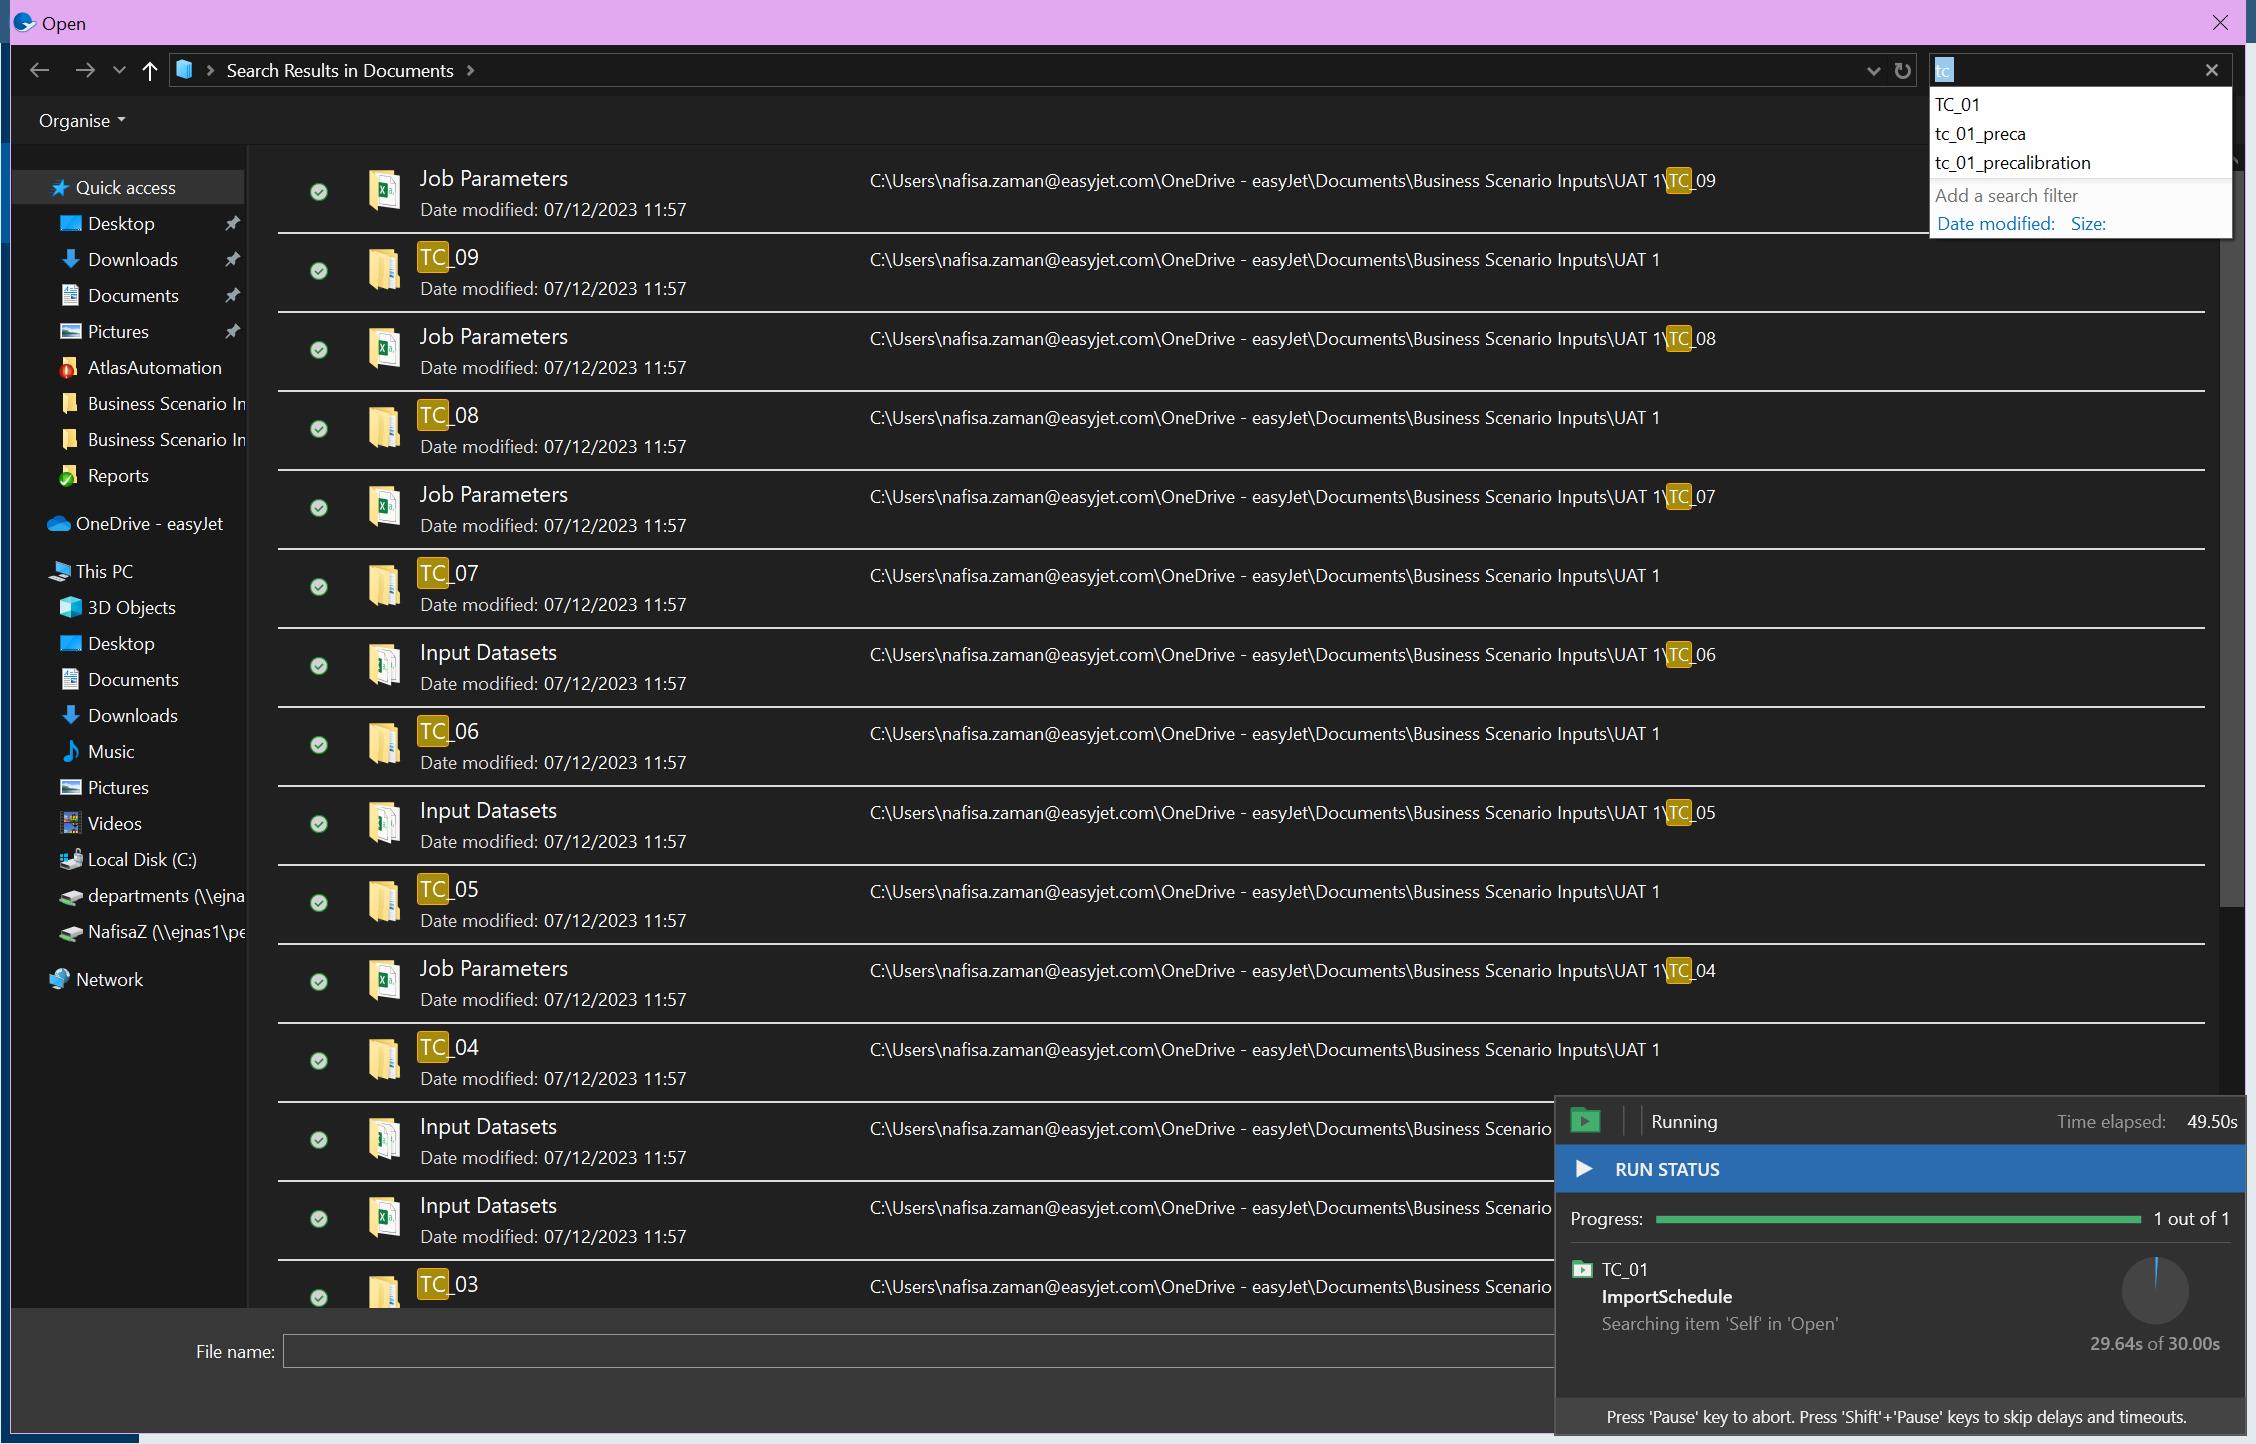 Open
Search Results in Documents
tc
TC_01
tc_01_preca
tc_01_precalibration
Add a search filter
Date modified: Size:
Organise
Quick access
Desktop
Downloads
Documents
Pictures
AtlasAutomation
Business Scenario In
Business Scenario In
Reports
OneDrive - easyJet
This PC
3D Objects
Desktop
Documents
Downloads
Music
Pictures
Videos
Local Disk (C:)
departments (\\ejna
NafisaZ (\\ejnas1\pe
Network
Job Parameters C:\Users\nafisa.zaman@easyjet.com\OneDrive - easyJet\Documents\Business Scenario Inputs\UAT 1\TC_09
Date modified: 07/12/2023 11:57
TC_09 C:\Users\nafisa.zaman@easyjet.com\OneDrive - easyJet\Documents\Business Scenario Inputs\UAT 1
Date modified: 07/12/2023 11:57
Job Parameters C:\Users\nafisa.zaman@easyjet.com\OneDrive - easyJet\Documents\Business Scenario Inputs\UAT 1\TC_08
Date modified: 07/12/2023 11:57
TC_08 C:\Users\nafisa.zaman@easyjet.com\OneDrive - easyJet\Documents\Business Scenario Inputs\UAT 1
Date modified: 07/12/2023 11:57
Job Parameters C:\Users\nafisa.zaman@easyjet.com\OneDrive - easyJet\Documents\Business Scenario Inputs\UAT 1\TC_07
Date modified: 07/12/2023 11:57
TC_07 C:\Users\nafisa.zaman@easyjet.com\OneDrive - easyJet\Documents\Business Scenario Inputs\UAT 1
Date modified: 07/12/2023 11:57
Input Datasets C:\Users\nafisa.zaman@easyjet.com\OneDrive - easyJet\Documents\Business Scenario Inputs\UAT 1\TC_06
Date modified: 07/12/2023 11:57
TC_06 C:\Users\nafisa.zaman@easyjet.com\OneDrive - easyJet\Documents\Business Scenario Inputs\UAT 1
Date modified: 07/12/2023 11:57
Input Datasets C:\Users\nafisa.zaman@easyjet.com\OneDrive - easyJet\Documents\Business Scenario Inputs\UAT 1\TC_05
Date modified: 07/12/2023 11:57
TC_05 C:\Users\nafisa.zaman@easyjet.com\OneDrive - easyJet\Documents\Business Scenario Inputs\UAT 1
Date modified: 07/12/2023 11:57
Job Parameters C:\Users\nafisa.zaman@easyjet.com\OneDrive - easyJet\Documents\Business Scenario Inputs\UAT 1\TC_04
Date modified: 07/12/2023 11:57
TC_04 C:\Users\nafisa.zaman@easyjet.com\OneDrive - easyJet\Documents\Business Scenario Inputs\UAT 1
Date modified: 07/12/2023 11:57
Input Datasets C:\Users\nafisa.zaman@easyjet.com\OneDrive - easyJet\Documents\Business Scenario
Date modified: 07/12/2023 11:57
Input Datasets C:\Users\nafisa.zaman@easyjet.com\OneDrive - easyJet\Documents\Business Scenario
Date modified: 07/12/2023 11:57
TC_03 C:\Users\nafisa.zaman@easyjet.com\OneDrive - easyJet\Documents\Business Scenario
File name:
Running Time elapsed: 49.50s
RUN STATUS
Progress: 1 out of 1
TC_01
ImportSchedule
Searching item 'Self' in 'Open'
29.64s of 30.00s
Press 'Pause' key to abort. Press 'Shift'+'Pause' keys to skip delays and timeouts.